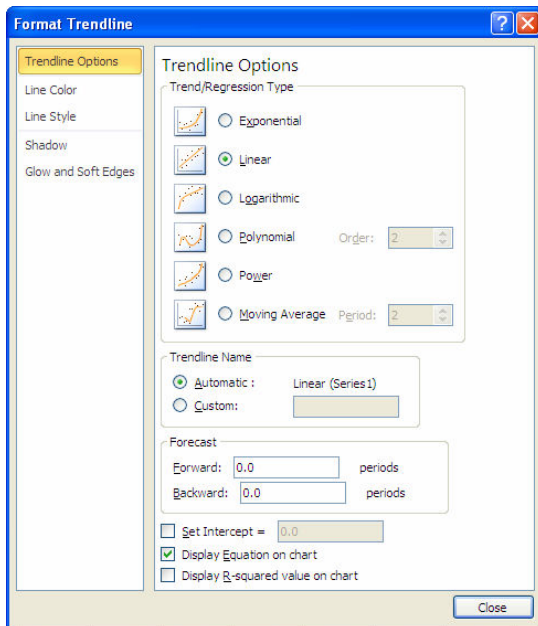 Format Trendline
Trendline Options
Line Color
Line Style
Shadow
Glow and Soft Edges
Trendline Options
Trend/Regression Type
Exponential
Linear
Logarithmic
Polynomial Order: 2
Power
Moving Average Period: 2
Trendline Name
Automatic : Linear (Series1)
Custom:
Forecast
Forward: 0.0 periods
Backward: 0.0 periods
Set Intercept = 0.0
Display Equation on chart
Display R-squared value on chart
Close